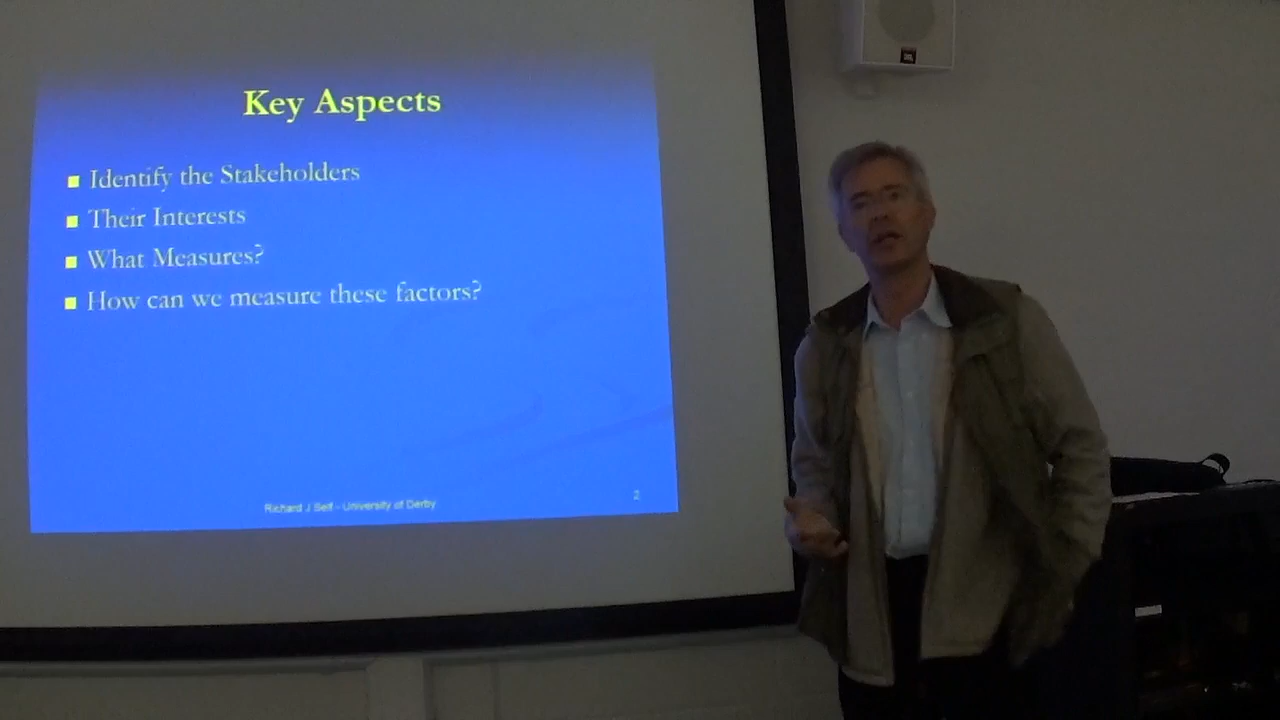 Key Aspects
Identify the Stakeholders
Their Interests
What Measures?
How can we measure these factors?
Richard J Self - University of Derby
2
JBL